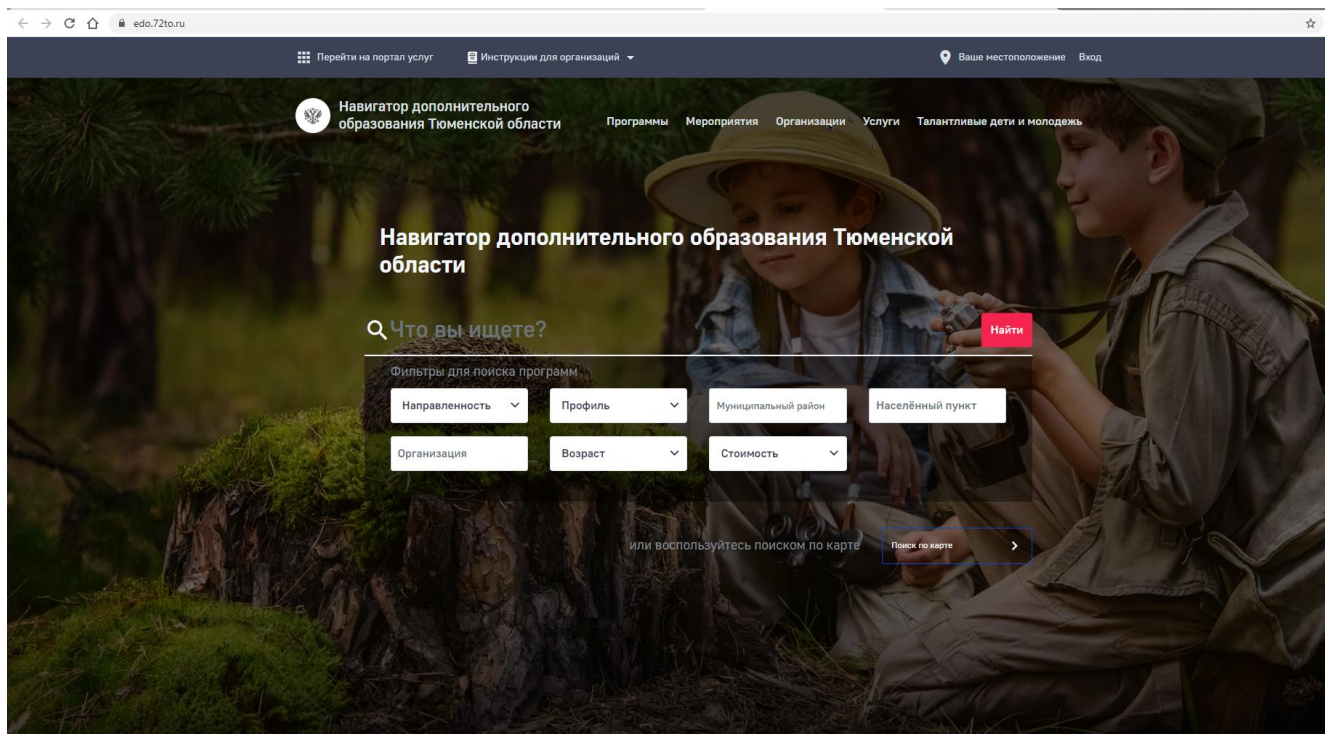 edo.72to.ru
Перейти на портал услуг Инструкции для организаций Ваше местоположение Вход
Навигатор дополнительного
образования Тюменской области
Программы Мероприятия Организации Услуги Талантливые дети и молодежь
Навигатор дополнительного образования Тюменской
области
Что вы ищете? Найти
Фильтры для поиска программ
Направленность Профиль Муниципальный район Населённый пункт
Организация Возраст Стоимость
или воспользуйтесь поиском по карте Поиск по карте